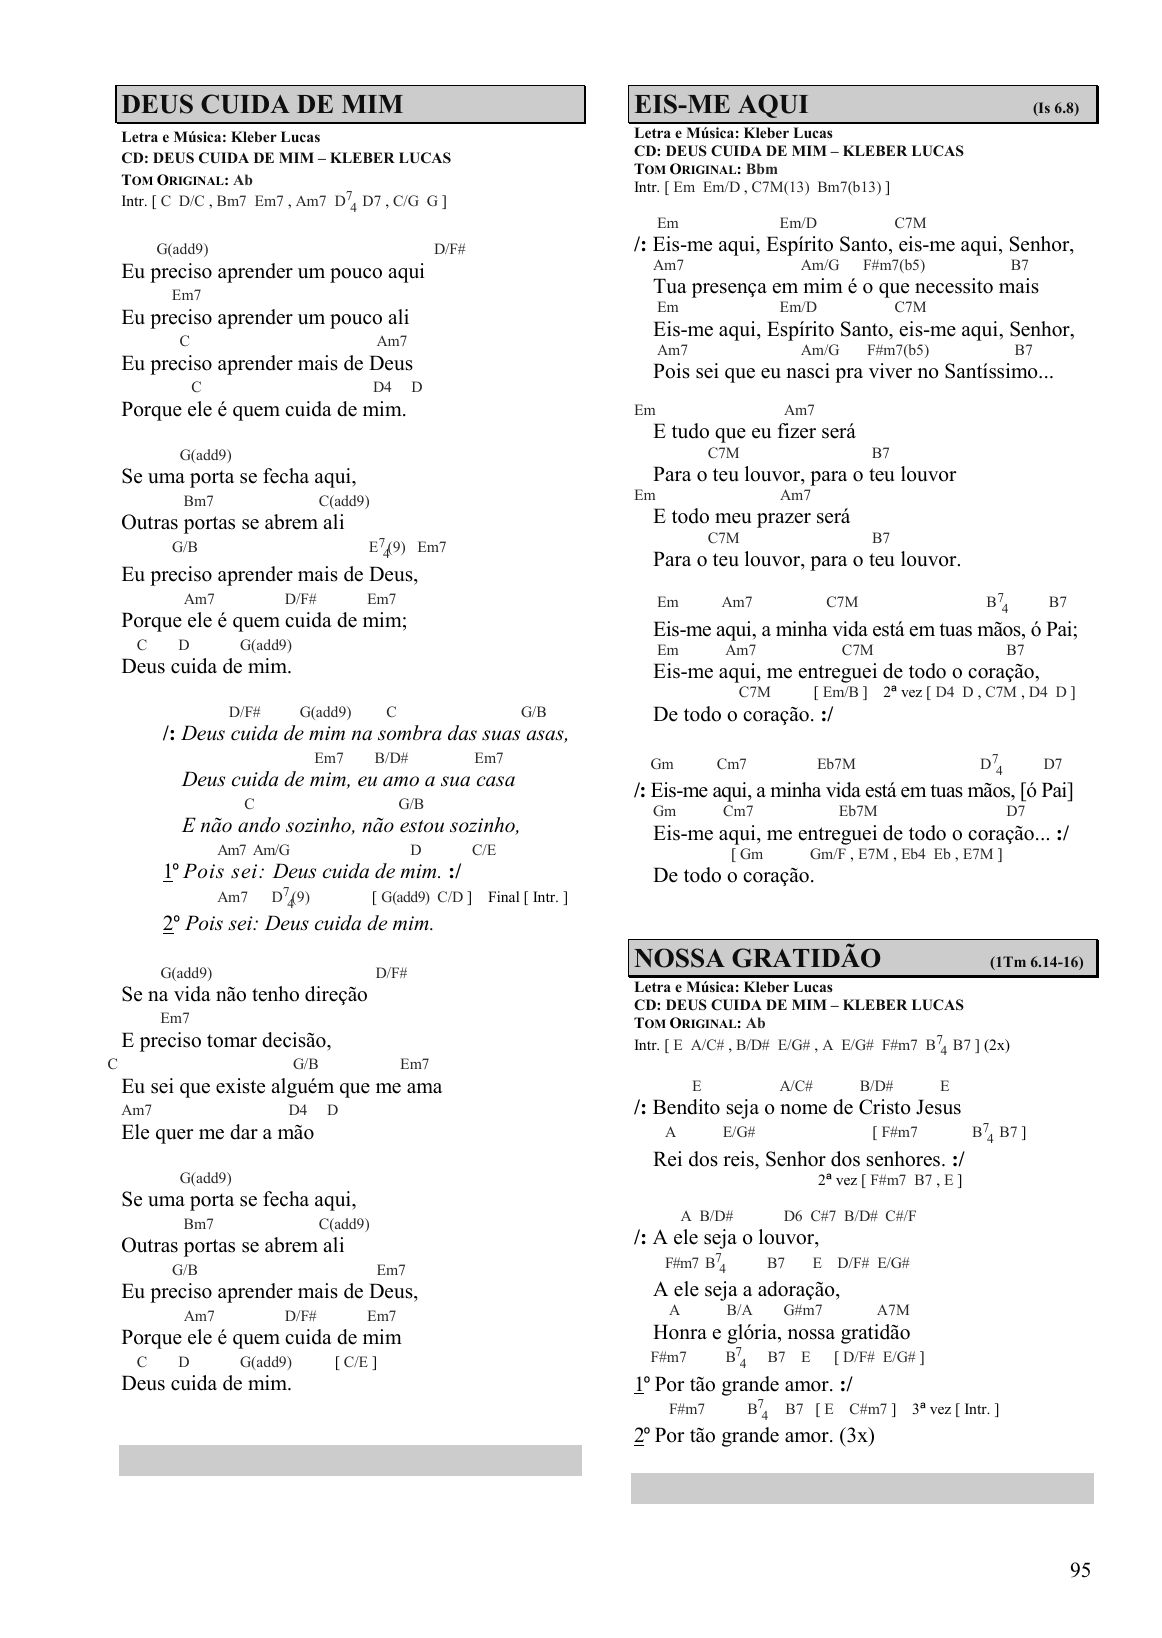 DEUS CUIDA DE MIM
Letra e Música: Kleber Lucas
CD: DEUS CUIDA DE MIM – KLEBER LUCAS
TOM ORIGINAL: Ab
Intr. [ C D/C , Bm7 Em7 , Am7 D7/4 D7 , C/G G ]
G(add9) D/F#
Eu preciso aprender um pouco aqui
Em7
Eu preciso aprender um pouco ali
C Am7
Eu preciso aprender mais de Deus
C D4 D
Porque ele é quem cuida de mim.
G(add9)
Se uma porta se fecha aqui,
Bm7 C(add9)
Outras portas se abrem ali
G/B E7/4(9) Em7
Eu preciso aprender mais de Deus,
Am7 D/F# Em7
Porque ele é quem cuida de mim;
C D G(add9)
Deus cuida de mim.
D/F# G(add9) C G/B
/: Deus cuida de mim na sombra das suas asas,
Em7 B/D# Em7
Deus cuida de mim, eu amo a sua casa
C G/B
E não ando sozinho, não estou sozinho,
Am7 Am/G D C/E
1º Pois sei: Deus cuida de mim. :/
Am7 D7/4(9) [ G(add9) C/D ] Final [ Intr. ]
2º Pois sei: Deus cuida de mim.
G(add9) D/F#
Se na vida não tenho direção
Em7
E preciso tomar decisão,
C G/B Em7
Eu sei que existe alguém que me ama
Am7 D4 D
Ele quer me dar a mão
G(add9)
Se uma porta se fecha aqui,
Bm7 C(add9)
Outras portas se abrem ali
G/B Em7
Eu preciso aprender mais de Deus,
Am7 D/F# Em7
Porque ele é quem cuida de mim
C D G(add9) [ C/E ]
Deus cuida de mim.
EIS-ME AQUI (Is 6.8)
Letra e Música: Kleber Lucas
CD: DEUS CUIDA DE MIM – KLEBER LUCAS
TOM ORIGINAL: Bbm
Intr. [ Em Em/D , C7M(13) Bm7(b13) ]
Em Em/D C7M
/: Eis-me aqui, Espírito Santo, eis-me aqui, Senhor,
Am7 Am/G F#m7(b5) B7
Tua presença em mim é o que necessito mais
Em Em/D C7M
Eis-me aqui, Espírito Santo, eis-me aqui, Senhor,
Am7 Am/G F#m7(b5) B7
Pois sei que eu nasci pra viver no Santíssimo...
Em Am7
E tudo que eu fizer será
C7M B7
Para o teu louvor, para o teu louvor
Em Am7
E todo meu prazer será
C7M B7
Para o teu louvor, para o teu louvor.
Em Am7 C7M B7/4 B7
Eis-me aqui, a minha vida está em tuas mãos, ó Pai;
Em Am7 C7M B7
Eis-me aqui, me entreguei de todo o coração,
C7M [ Em/B ] 2ª vez [ D4 D , C7M , D4 D ]
De todo o coração. :/
Gm Cm7 Eb7M D7/4 D7
/: Eis-me aqui, a minha vida está em tuas mãos, [ó Pai]
Gm Cm7 Eb7M D7
Eis-me aqui, me entreguei de todo o coração... :/
[ Gm Gm/F , E7M , Eb4 Eb , E7M ]
De todo o coração.
NOSSA GRATIDÃO (1Tm 6.14-16)
Letra e Música: Kleber Lucas
CD: DEUS CUIDA DE MIM – KLEBER LUCAS
TOM ORIGINAL: Ab
Intr. [ E A/C# , B/D# E/G# , A E/G# F#m7 B7/4 B7 ] (2x)
E A/C# B/D# E
/: Bendito seja o nome de Cristo Jesus
A E/G# [ F#m7 B7/4 B7 ]
Rei dos reis, Senhor dos senhores. :/
2ª vez [ F#m7 B7 , E ]
A B/D# D6 C#7 B/D# C#/F
/: A ele seja o louvor,
F#m7 B7/4 B7 E D/F# E/G#
A ele seja a adoração,
A B/A G#m7 A7M
Honra e glória, nossa gratidão
F#m7 B7/4 B7 E [ D/F# E/G# ]
1º Por tão grande amor. :/
F#m7 B7/4 B7 [ E C#m7 ] 3ª vez [ Intr. ]
2º Por tão grande amor. (3x)
95